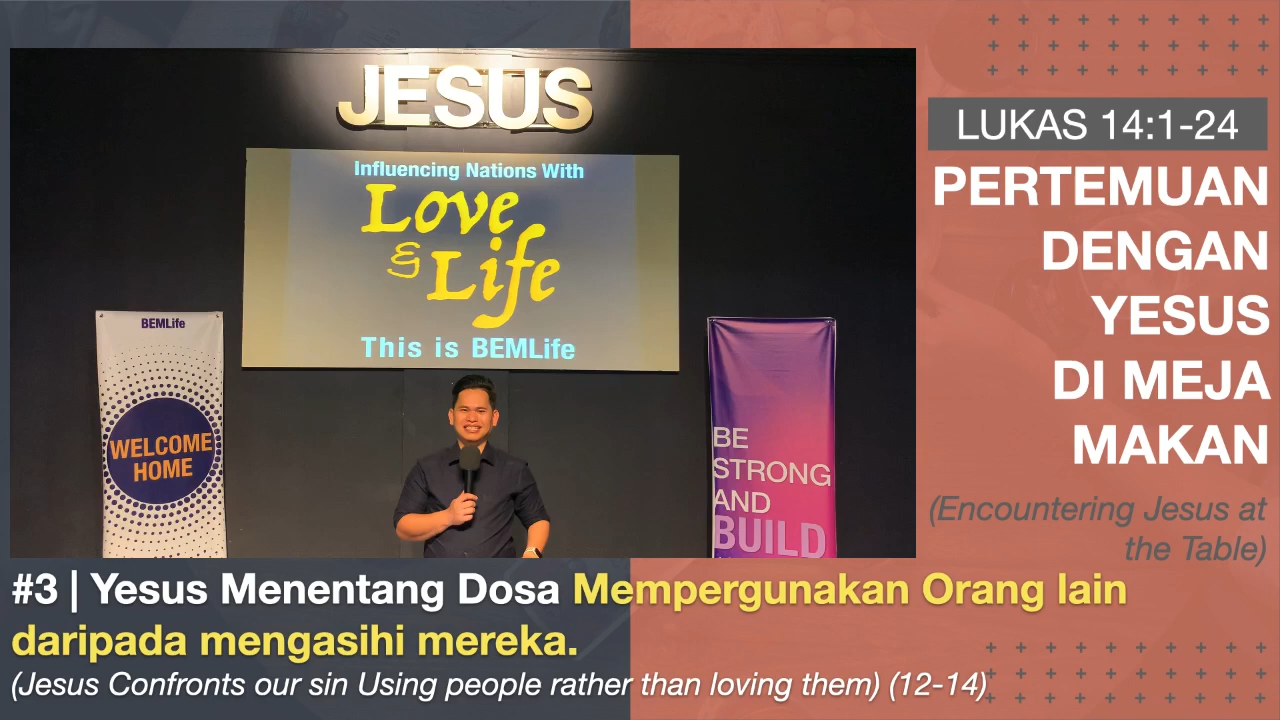 JESUS
Influencing Nations With
Love
& Life
This is BEMLife
BEMLife
WELCOME
HOME
BE
STRONG
AND
BUILD
LUKAS 14:1-24
PERTEMUAN
DENGAN
YESUS
DI MEJA
MAKAN
(Encountering Jesus at
the Table)
#3 | Yesus Menentang Dosa Mempergunakan Orang lain
daripada mengasihi mereka.
(Jesus Confronts our sin Using people rather than loving them) (12-14)